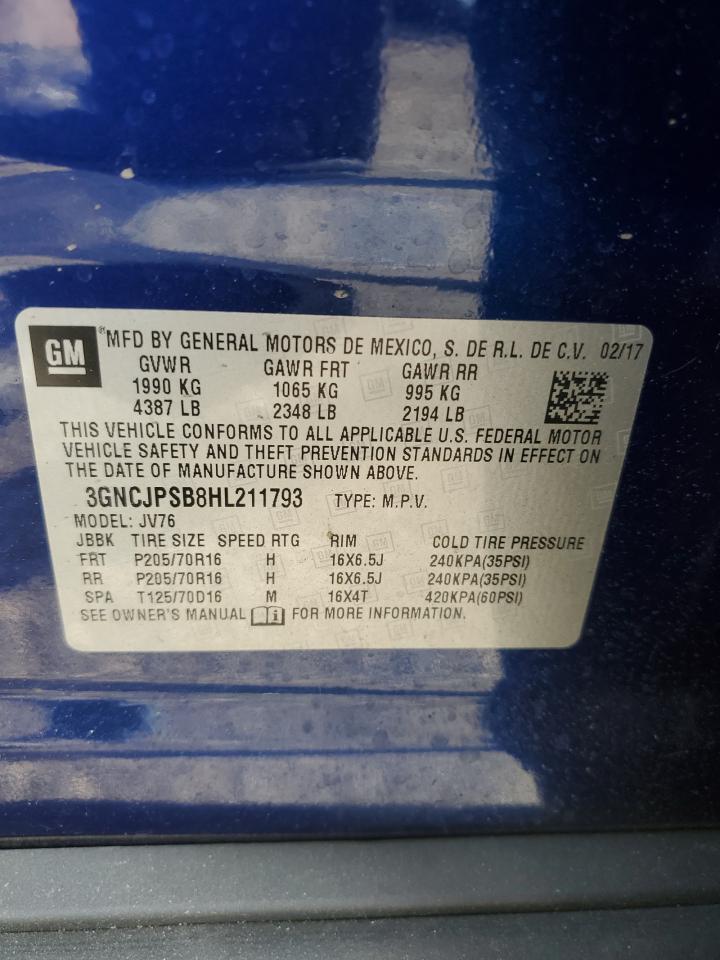 GM
®MFD BY GENERAL MOTORS DE MEXICO, S. DE R.L. DE C.V. 02/17
GVWR GAWR FRT GAWR RR
1990 KG 1065 KG 995 KG
4387 LB 2348 LB 2194 LB
THIS VEHICLE CONFORMS TO ALL APPLICABLE U.S. FEDERAL MOTOR
VEHICLE SAFETY AND THEFT PREVENTION STANDARDS IN EFFECT ON
THE DATE OF MANUFACTURE SHOWN ABOVE.
3GNCJPSB8HL211793 TYPE: M.P.V.
MODEL: JV76
JBBK TIRE SIZE SPEED RTG RIM COLD TIRE PRESSURE
FRT P205/70R16 H 16X6.5J 240KPA(35PSI)
RR P205/70R16 H 16X6.5J 240KPA(35PSI)
SPA T125/70D16 M 16X4T 420KPA(60PSI)
SEE OWNER'S MANUAL i FOR MORE INFORMATION.